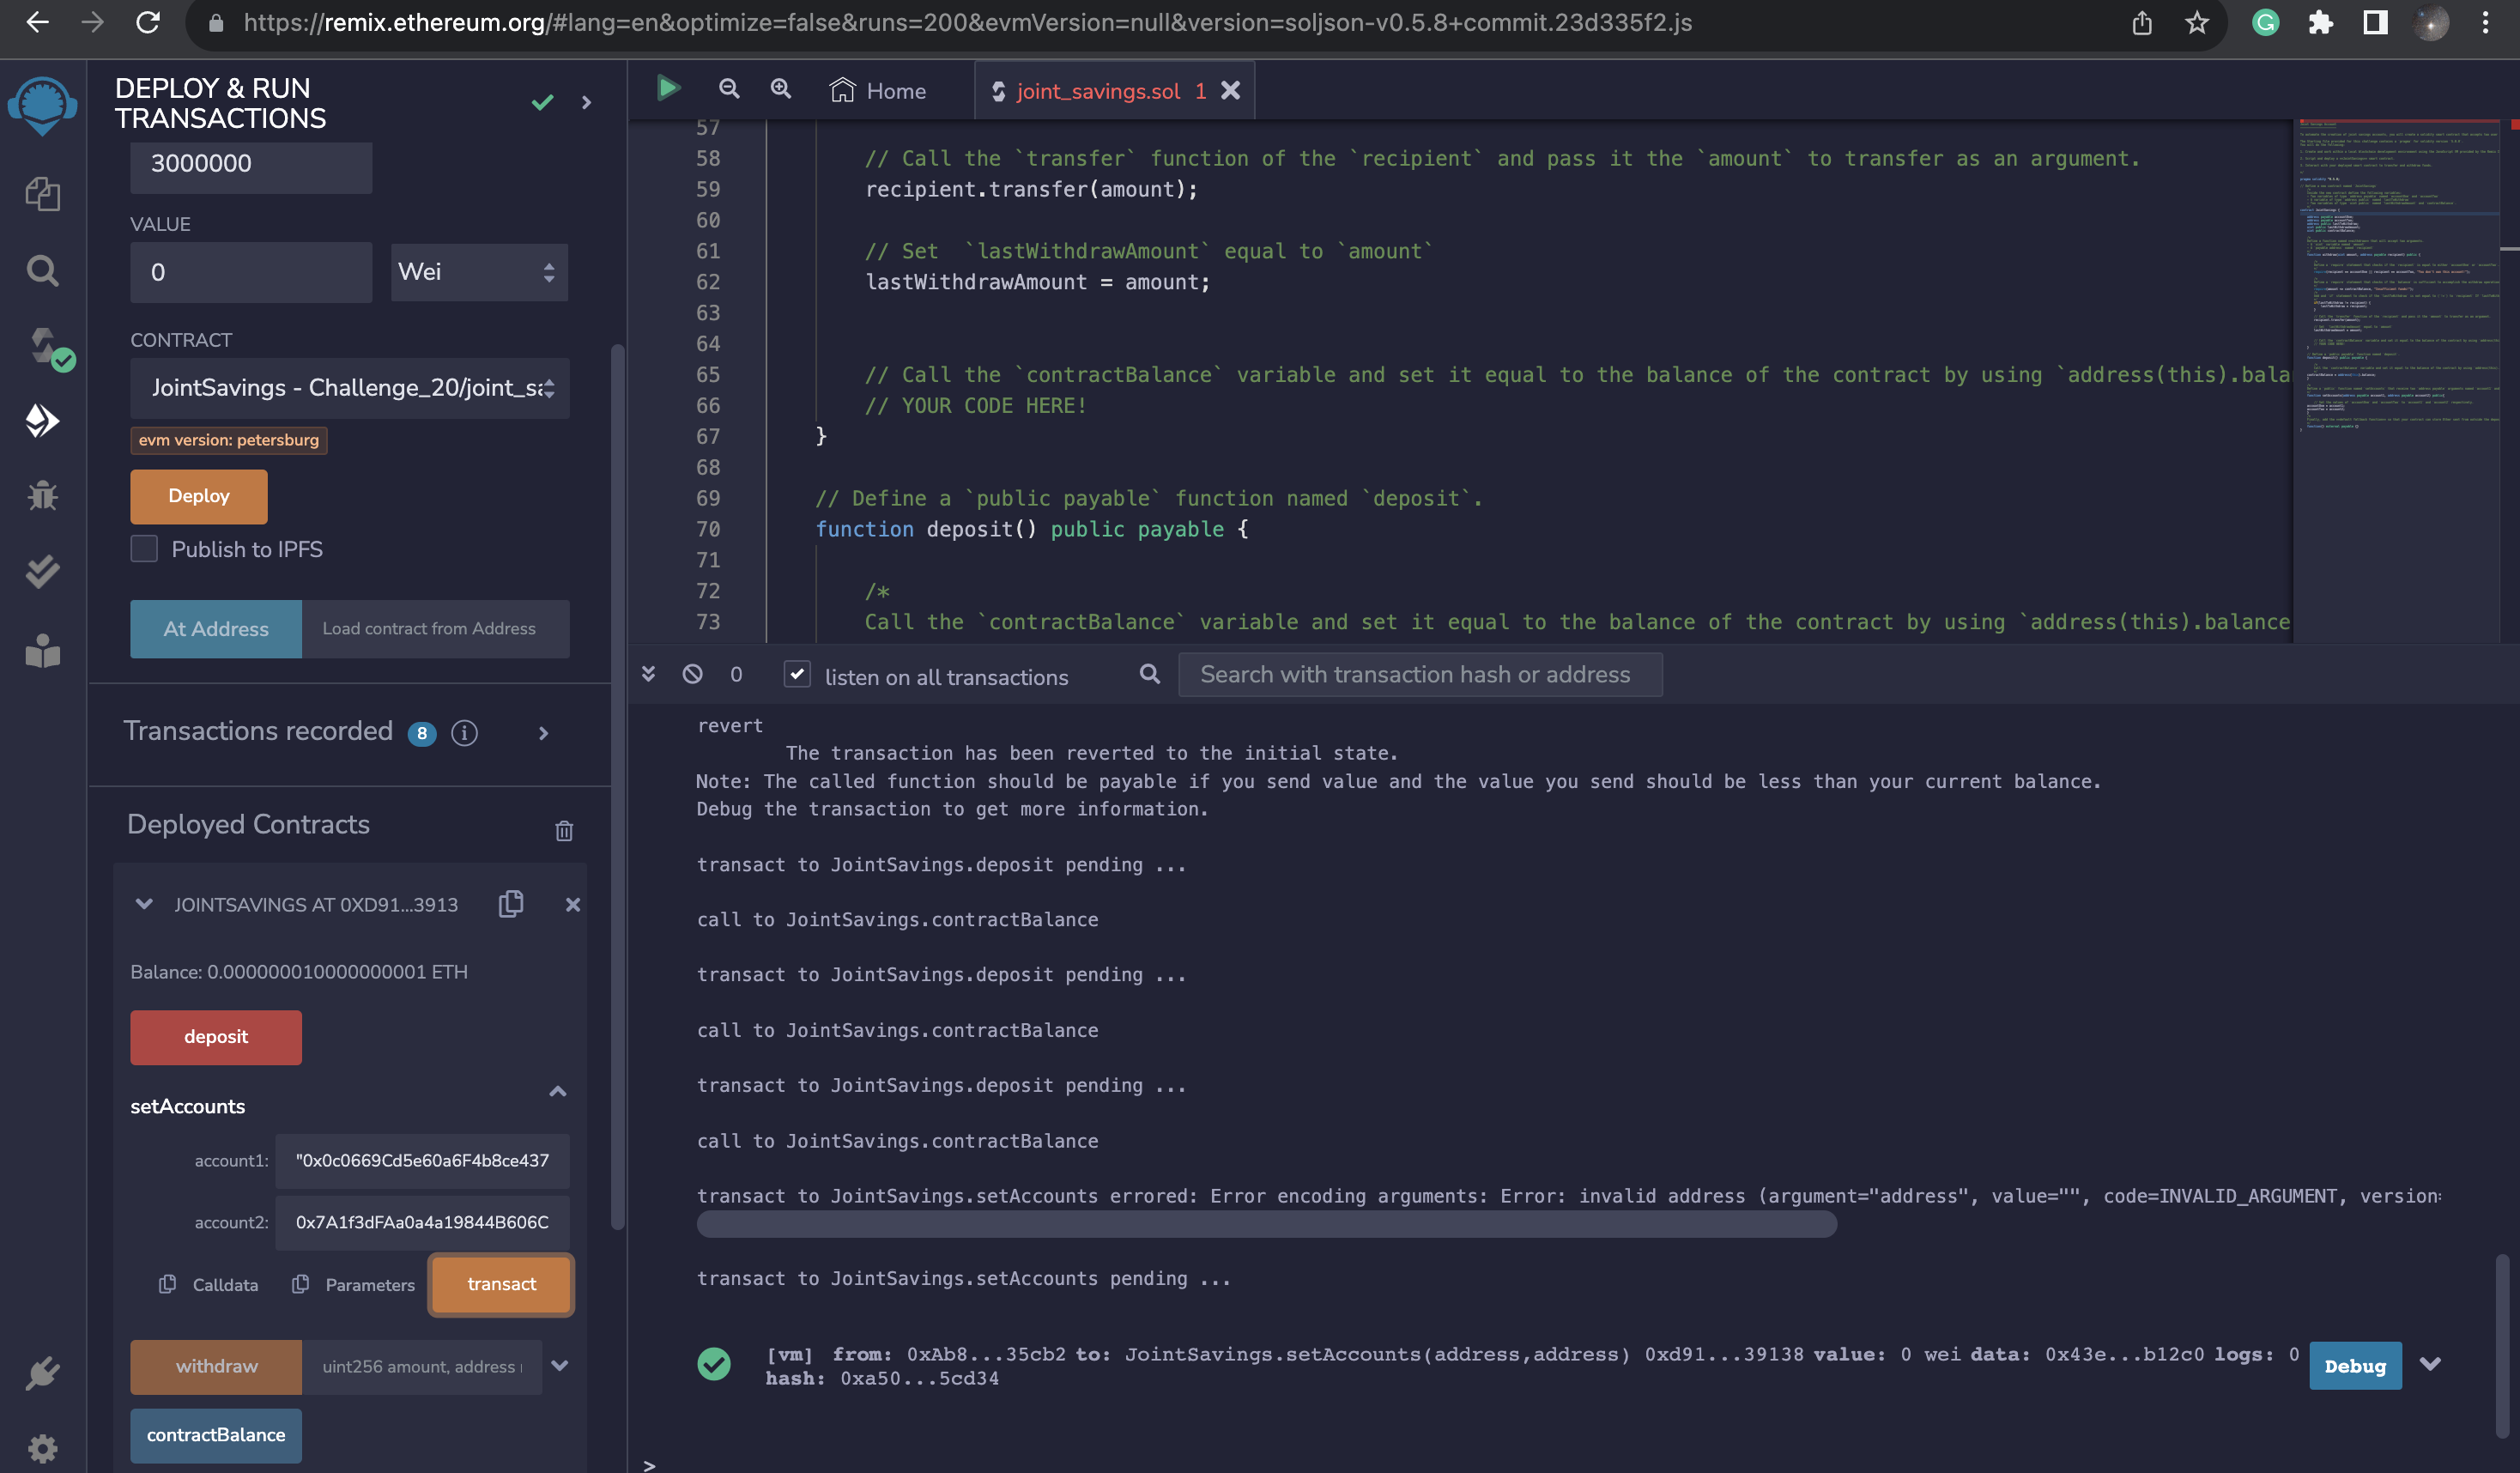 https://remix.ethereum.org/#lang=en&optimize=false&runs=200&evmVersion=null&version=soljson-v0.5.8+commit.23d335f2.js
DEPLOY & RUN
TRANSACTIONS
3000000
VALUE
0
Wei
CONTRACT
JointSavings - Challenge_20/joint_sa
evm version: petersburg
Deploy
Publish to IPFS
At Address
Load contract from Address
Transactions recorded 8 i
Deployed Contracts
JOINTSAVINGS AT 0XD91...3913
Balance: 0.000000010000000001 ETH
deposit
setAccounts
account1: "0x0c0669Cd5e60a6F4b8ce437
account2: 0x7A1f3dFAa0a4a19844B606C
Calldata
Parameters
transact
withdraw
uint256 amount, address r
contractBalance
Home
joint_savings.sol 1
57
58 // Call the `transfer` function of the `recipient` and pass it the `amount` to transfer as an argument.
59 recipient.transfer(amount);
60
61 // Set  `lastWithdrawAmount` equal to `amount`
62 lastWithdrawAmount = amount;
63
64
65 // Call the `contractBalance` variable and set it equal to the balance of the contract by using `address(this).balan
66 // YOUR CODE HERE!
67 }
68
69 // Define a `public payable` function named `deposit`.
70 function deposit() public payable {
71
72 /*
73 Call the `contractBalance` variable and set it equal to the balance of the contract by using `address(this).balance
0
listen on all transactions
Search with transaction hash or address
revert
The transaction has been reverted to the initial state.
Note: The called function should be payable if you send value and the value you send should be less than your current balance.
Debug the transaction to get more information.
transact to JointSavings.deposit pending ...
call to JointSavings.contractBalance
transact to JointSavings.deposit pending ...
call to JointSavings.contractBalance
transact to JointSavings.deposit pending ...
call to JointSavings.contractBalance
transact to JointSavings.setAccounts errored: Error encoding arguments: Error: invalid address (argument="address", value="", code=INVALID_ARGUMENT, version=
transact to JointSavings.setAccounts pending ...
[vm] from: 0xAb8...35cb2 to: JointSavings.setAccounts(address,address) 0xd91...39138 value: 0 wei data: 0x43e...b12c0 logs: 0
hash: 0xa50...5cd34
Debug
>